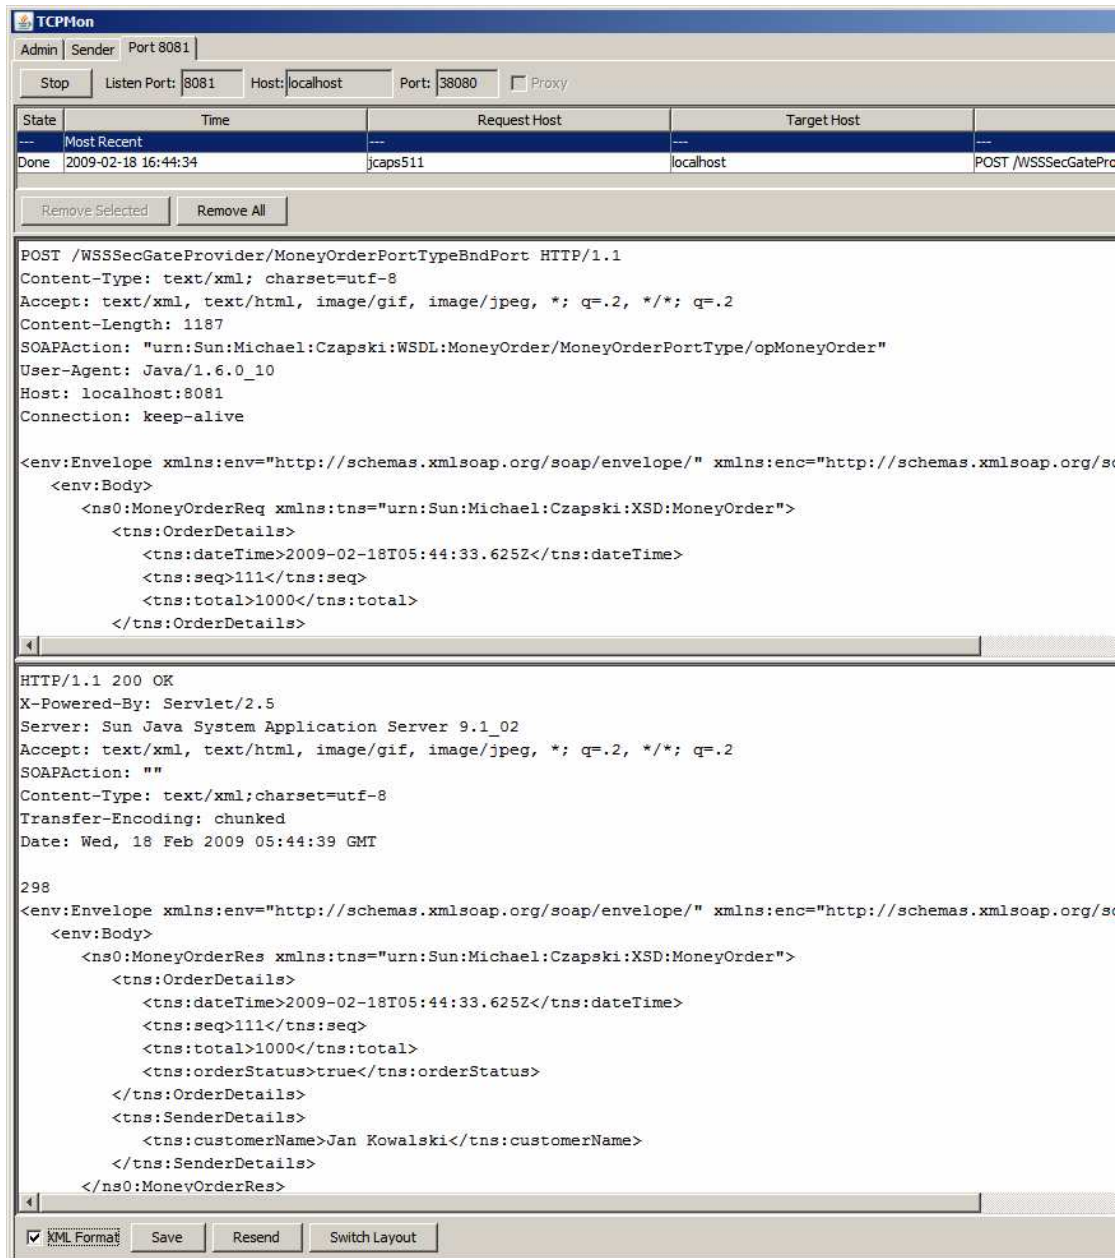 TCPMon
Admin Sender Port 8081
Stop Listen Port: 8081 Host: localhost Port: 38080 Proxy
State Time Request Host Target Host
--- Most Recent --- --- ---
Done 2009-02-18 16:44:34 jcaps511 localhost POST /WSSSecGatePro
Remove Selected Remove All
POST /WSSSecGateProvider/MoneyOrderPortTypeBndPort HTTP/1.1
Content-Type: text/xml; charset=utf-8
Accept: text/xml, text/html, image/gif, image/jpeg, *; q=.2, */*; q=.2
Content-Length: 1187
SOAPAction: "urn:Sun:Michael:Czapski:WSDL:MoneyOrder/MoneyOrderPortType/opMoneyOrder"
User-Agent: Java/1.6.0_10
Host: localhost:8081
Connection: keep-alive
<env:Envelope xmlns:env="http://schemas.xmlsoap.org/soap/envelope/" xmlns:enc="http://schemas.xmlsoap.org/so
<env:Body>
<ns0:MoneyOrderReq xmlns:tns="urn:Sun:Michael:Czapski:XSD:MoneyOrder">
<tns:OrderDetails>
<tns:dateTime>2009-02-18T05:44:33.625Z</tns:dateTime>
<tns:seq>111</tns:seq>
<tns:total>1000</tns:total>
</tns:OrderDetails>
HTTP/1.1 200 OK
X-Powered-By: Servlet/2.5
Server: Sun Java System Application Server 9.1_02
Accept: text/xml, text/html, image/gif, image/jpeg, *; q=.2, */*; q=.2
SOAPAction: ""
Content-Type: text/xml;charset=utf-8
Transfer-Encoding: chunked
Date: Wed, 18 Feb 2009 05:44:39 GMT
298
<env:Envelope xmlns:env="http://schemas.xmlsoap.org/soap/envelope/" xmlns:enc="http://schemas.xmlsoap.org/so
<env:Body>
<ns0:MoneyOrderRes xmlns:tns="urn:Sun:Michael:Czapski:XSD:MoneyOrder">
<tns:OrderDetails>
<tns:dateTime>2009-02-18T05:44:33.625Z</tns:dateTime>
<tns:seq>111</tns:seq>
<tns:total>1000</tns:total>
<tns:orderStatus>true</tns:orderStatus>
</tns:OrderDetails>
<tns:SenderDetails>
<tns:customerName>Jan Kowalski</tns:customerName>
</tns:SenderDetails>
</ns0:MoneyOrderRes>
XML Format Save Resend Switch Layout